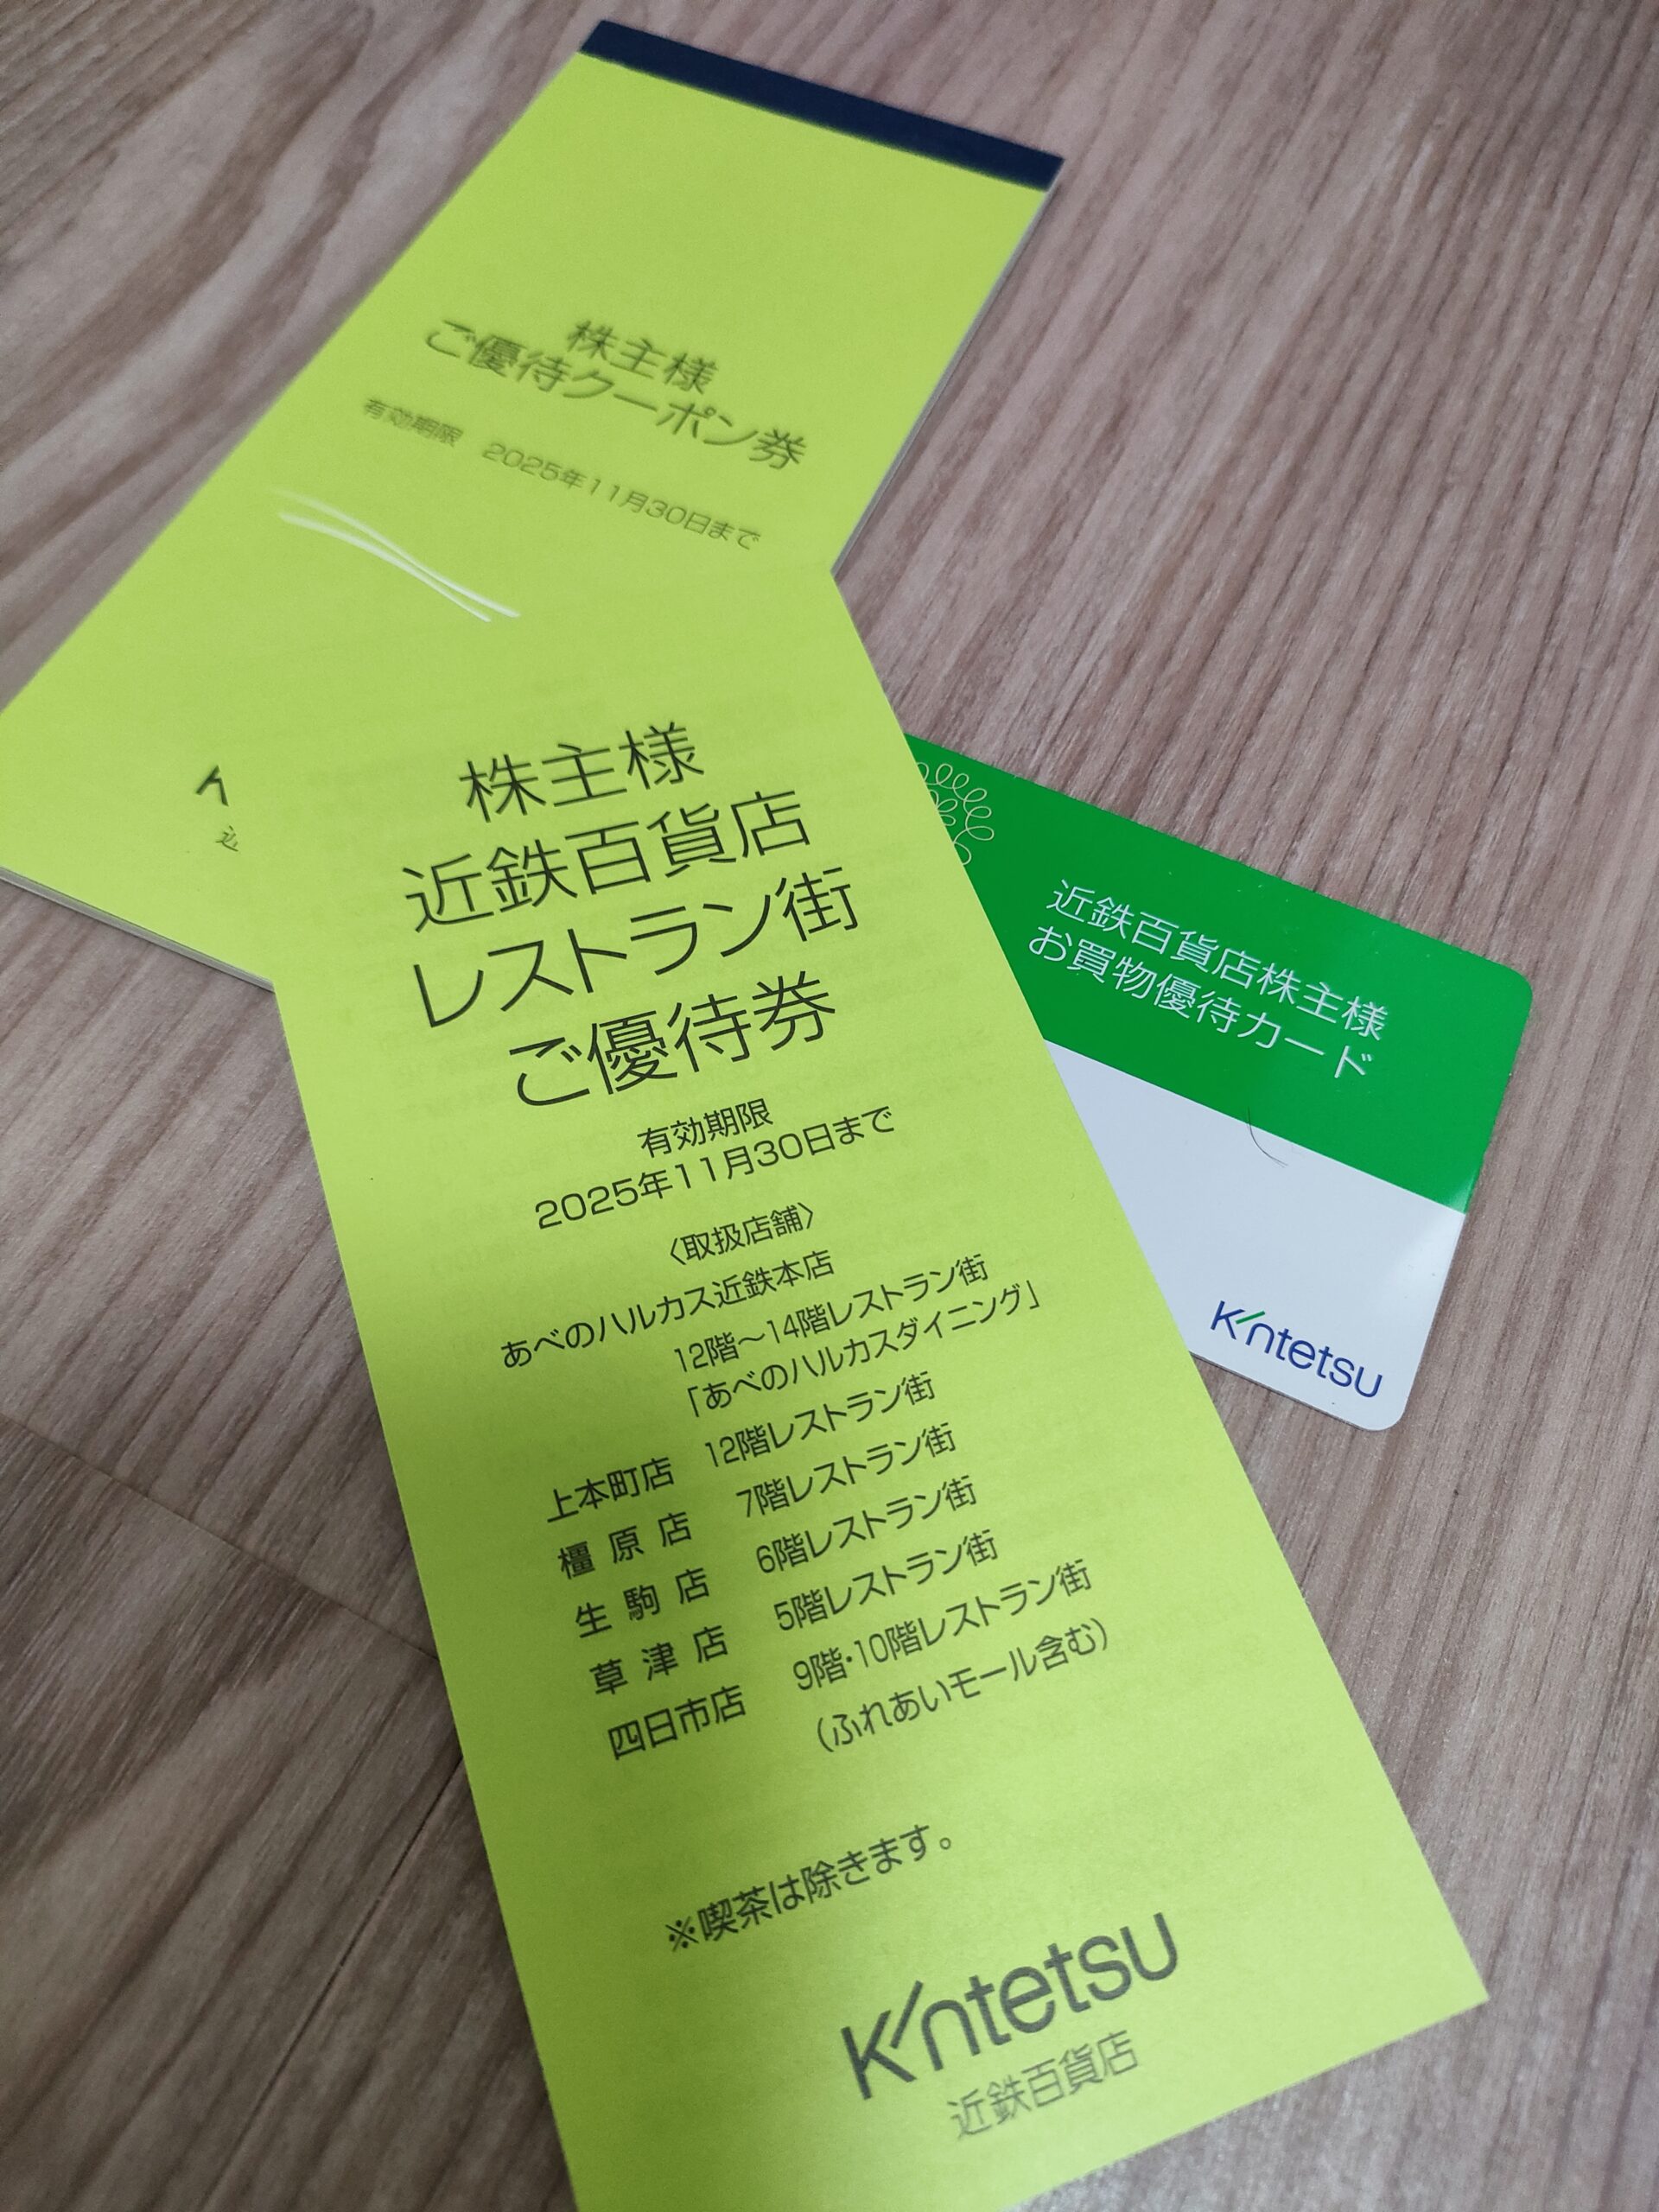 株主様
ご優待クーポン券
有効期限 2025年11月30日まで
株主様
近鉄百貨店
レストラン街
ご優待券
有効期限
2025年11月30日まで
〈取扱店舗〉
あべのハルカス近鉄本店
12階～14階レストラン街
「あべのハルカスダイニング」
上本町店 12階レストラン街
橿原店 7階レストラン街
生駒店 6階レストラン街
草津店 5階レストラン街
四日市店 9階・10階レストラン街
(ふれあいモール含む)
※喫茶は除きます。
Kintetsu
近鉄百貨店
近鉄百貨店株主様
お買物優待カード
Kintetsu